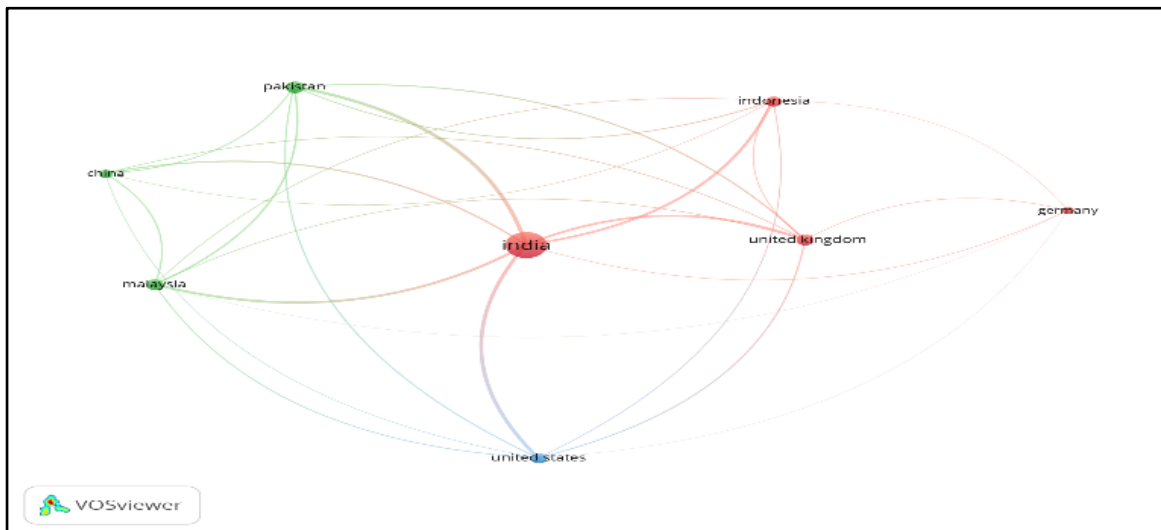 pakistan
indonesia
china
germany
united kingdom
india
malaysia
united states
VOSviewer